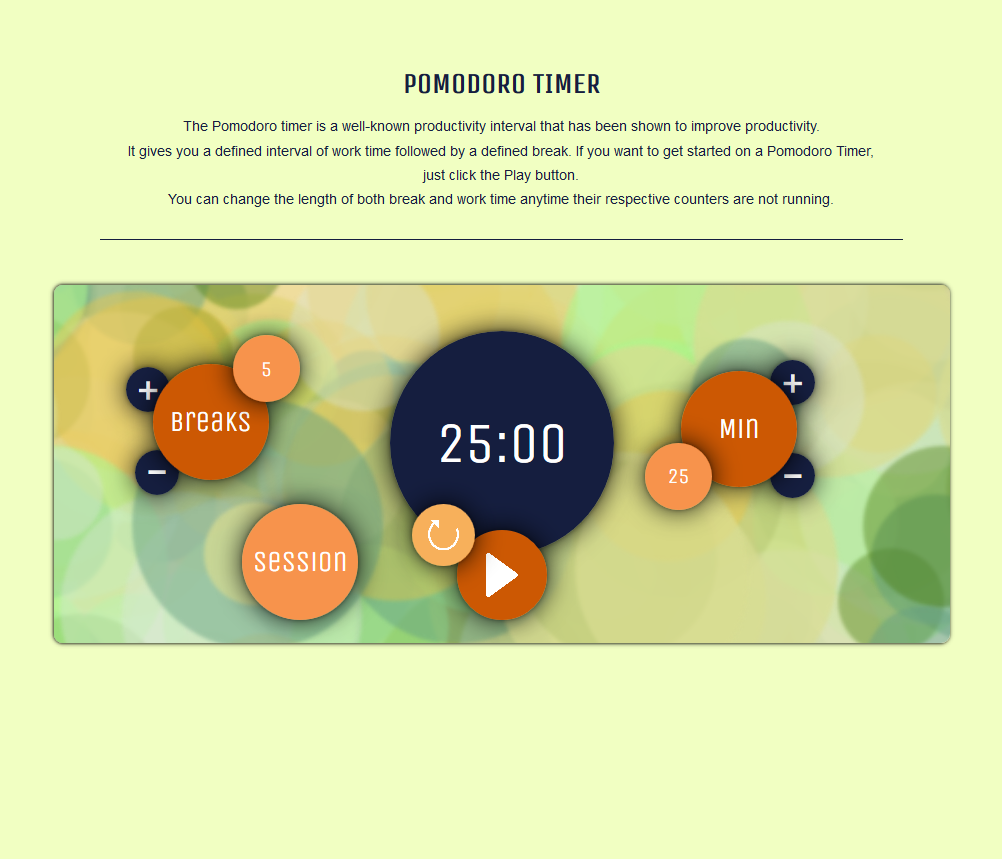 POMODORO TIMER
The Pomodoro timer is a well-known productivity interval that has been shown to improve productivity.
It gives you a defined interval of work time followed by a defined break. If you want to get started on a Pomodoro Timer,
just click the Play button.
You can change the length of both break and work time anytime their respective counters are not running.
+
5
Breaks
−
session
25:00
+
Min
25
−